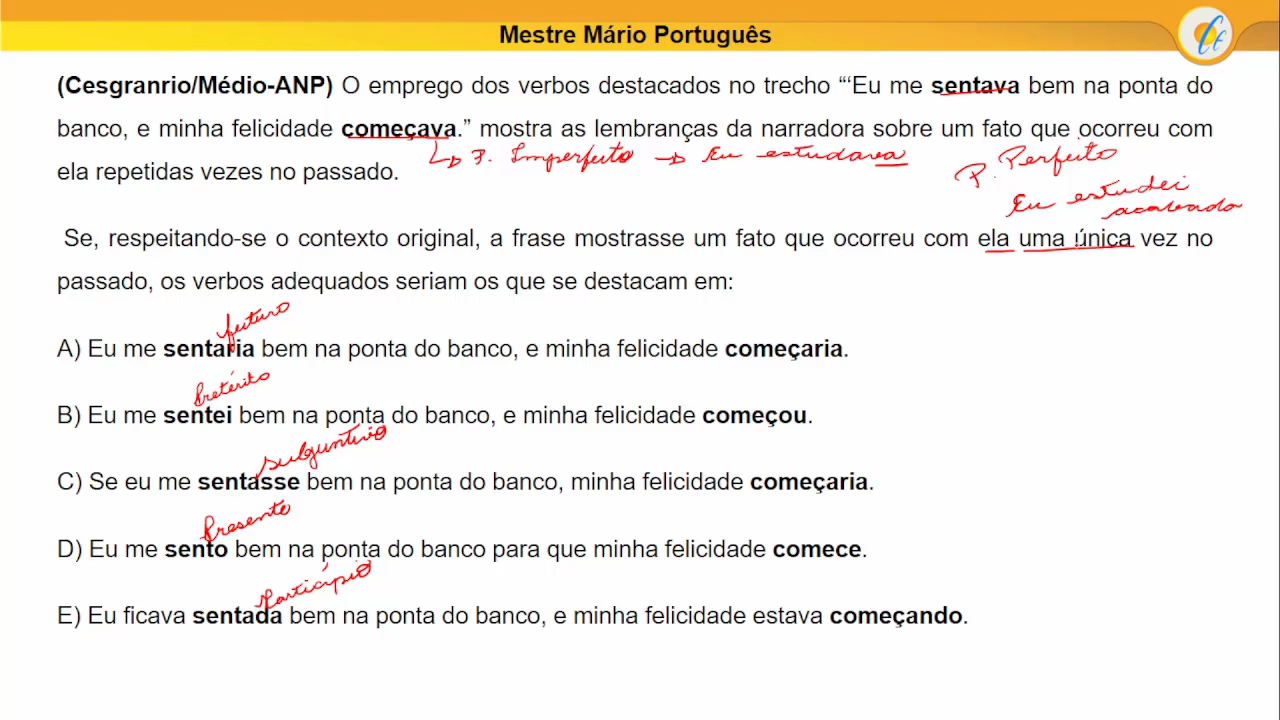 Mestre Mário Português
(Cesgranrio/Médio-ANP) O emprego dos verbos destacados no trecho “‘Eu me sentava bem na ponta do
banco, e minha felicidade começava.” mostra as lembranças da narradora sobre um fato que ocorreu com
P. Imperfeito → Eu estudava
P. Perfeito
ela repetidas vezes no passado.
Eu estudei
acabado
Se, respeitando-se o contexto original, a frase mostrasse um fato que ocorreu com ela uma única vez no
passado, os verbos adequados seriam os que se destacam em:
futuro
A) Eu me sentaria bem na ponta do banco, e minha felicidade começaria.
Pretérito
B) Eu me sentei bem na ponta do banco, e minha felicidade começou.
subjuntivo
C) Se eu me sentasse bem na ponta do banco, minha felicidade começaria.
Presente
D) Eu me sento bem na ponta do banco para que minha felicidade comece.
Particípio
E) Eu ficava sentada bem na ponta do banco, e minha felicidade estava começando.